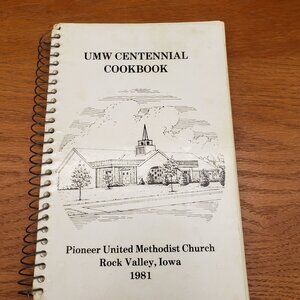 UMW CENTENNIAL
COOKBOOK
Pioneer United Methodist Church
Rock Valley, Iowa
1981